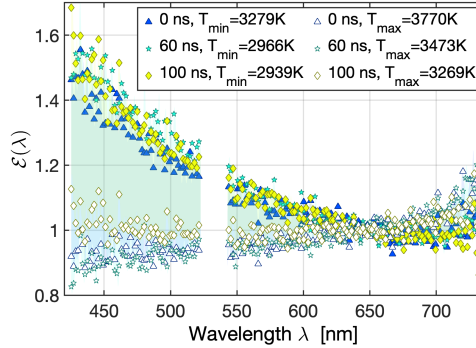 0 ns, T_min=3279K 0 ns, T_max=3770K
60 ns, T_min=2966K 60 ns, T_max=3473K
100 ns, T_min=2939K 100 ns, T_max=3269K
1.6
1.4
1.2
1
0.8
ℰ(λ)
450 500 550 600 650 700
Wavelength λ [nm]